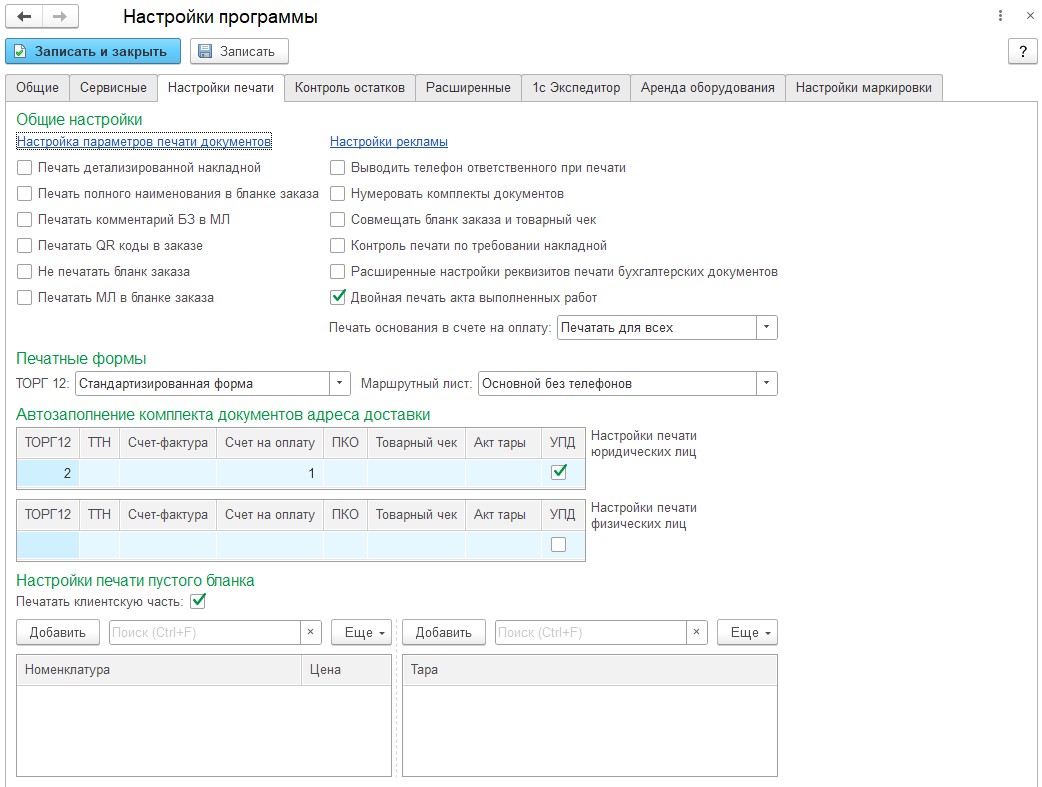 Настройки программы
Записать и закрыть Записать ?
Общие Сервисные Настройки печати Контроль остатков Расширенные 1с Экспедитор Аренда оборудования Настройки маркировки
Общие настройки
Настройка параметров печати документов Настройки рекламы
Печать детализированной накладной Выводить телефон ответственного при печати
Печать полного наименования в бланке заказа Нумеровать комплекты документов
Печатать комментарий БЗ в МЛ Совмещать бланк заказа и товарный чек
Печатать QR коды в заказе Контроль печати по требовании накладной
Не печатать бланк заказа Расширенные настройки реквизитов печати бухгалтерских документов
Печатать МЛ в бланке заказа Двойная печать акта выполненных работ
Печать основания в счете на оплату: Печатать для всех
Печатные формы
ТОРГ 12: Стандартизированная форма Маршрутный лист: Основной без телефонов
Автозаполнение комплекта документов адреса доставки
ТОРГ12 ТТН Счет-фактура Счет на оплату ПКО Товарный чек Акт тары УПД Настройки печати
юридических лиц
2 1
ТОРГ12 ТТН Счет-фактура Счет на оплату ПКО Товарный чек Акт тары УПД Настройки печати
физических лиц
Настройки печати пустого бланка
Печатать клиентскую часть:
Добавить Поиск (Ctrl+F) × Еще Добавить Поиск (Ctrl+F) × Еще
Номенклатура Цена Тара